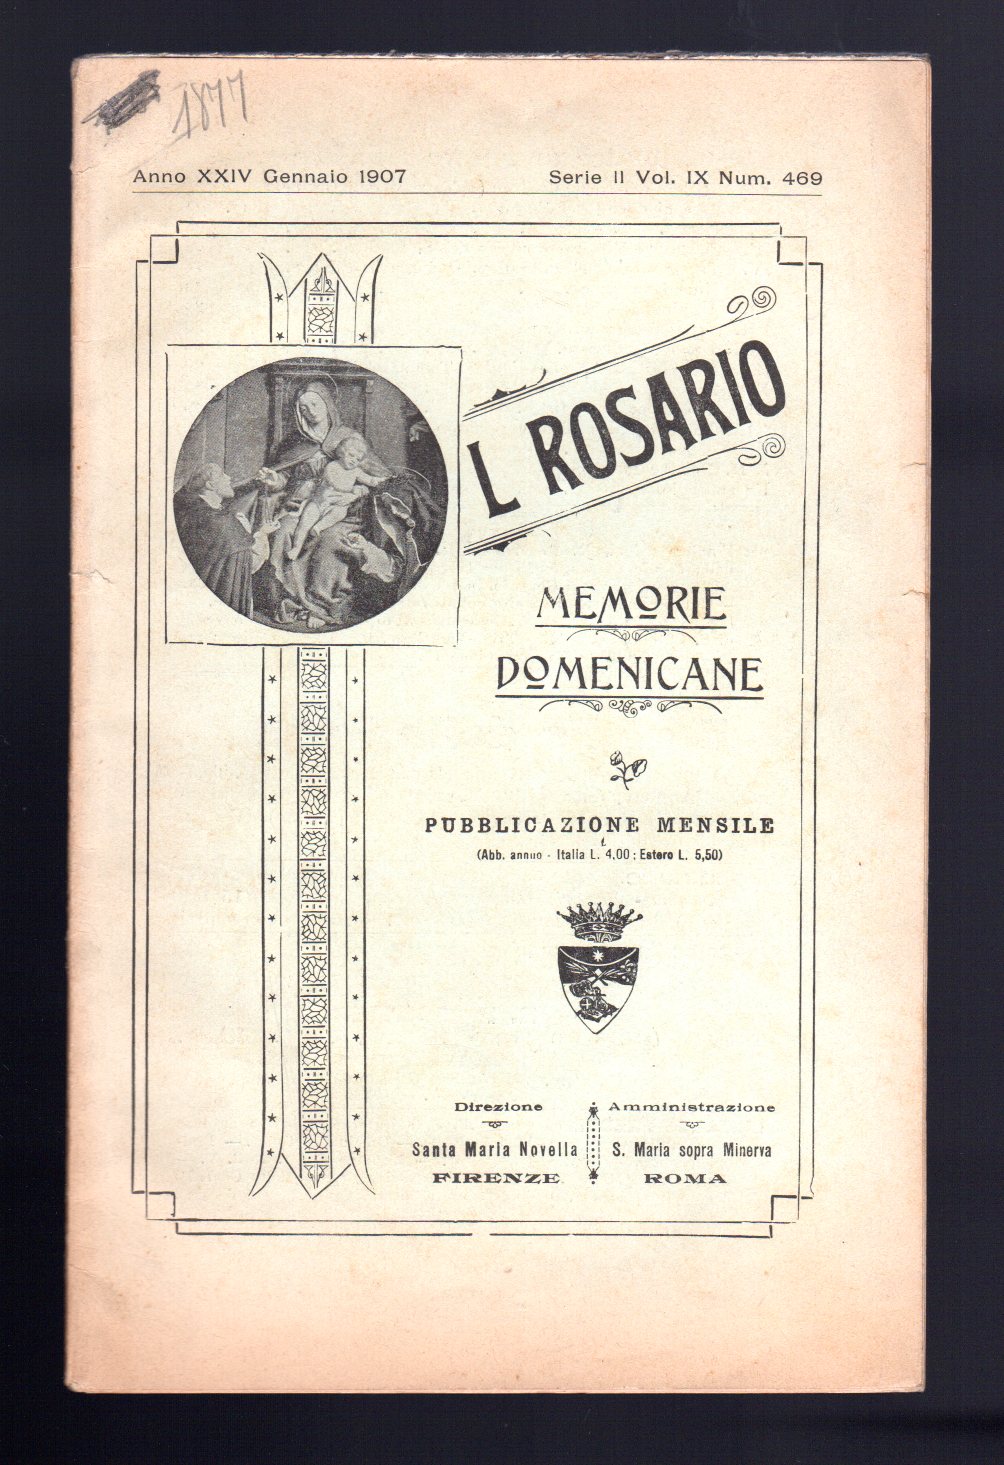 1877
Anno XXIV Gennaio 1907 Serie II Vol. IX Num. 469
L ROSARIO
MEMORIE
DOMENICANE
PUBBLICAZIONE MENSILE
(Abb. annuo - Italia L. 4,00; Estero L. 5,50)
Direzione
Santa Maria Novella
FIRENZE
Amministrazione
S. Maria sopra Minerva
ROMA